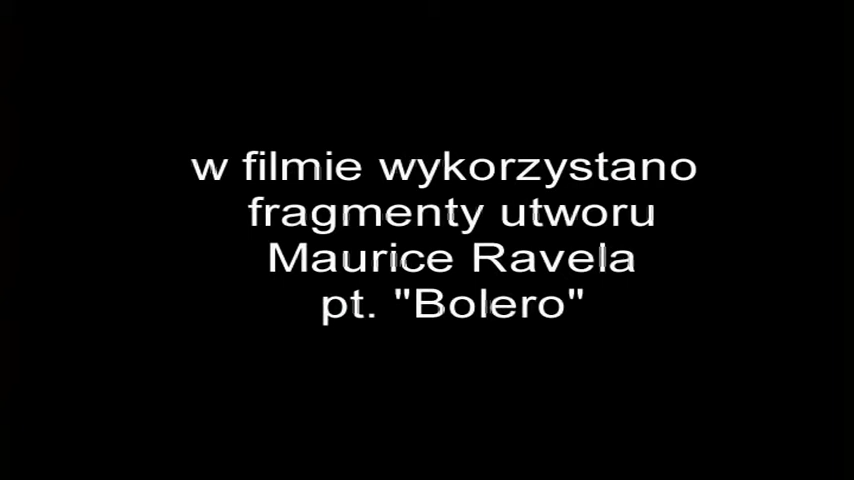 w filmie wykorzystano
fragmenty utworu
Maurice Ravela
pt. "Bolero"